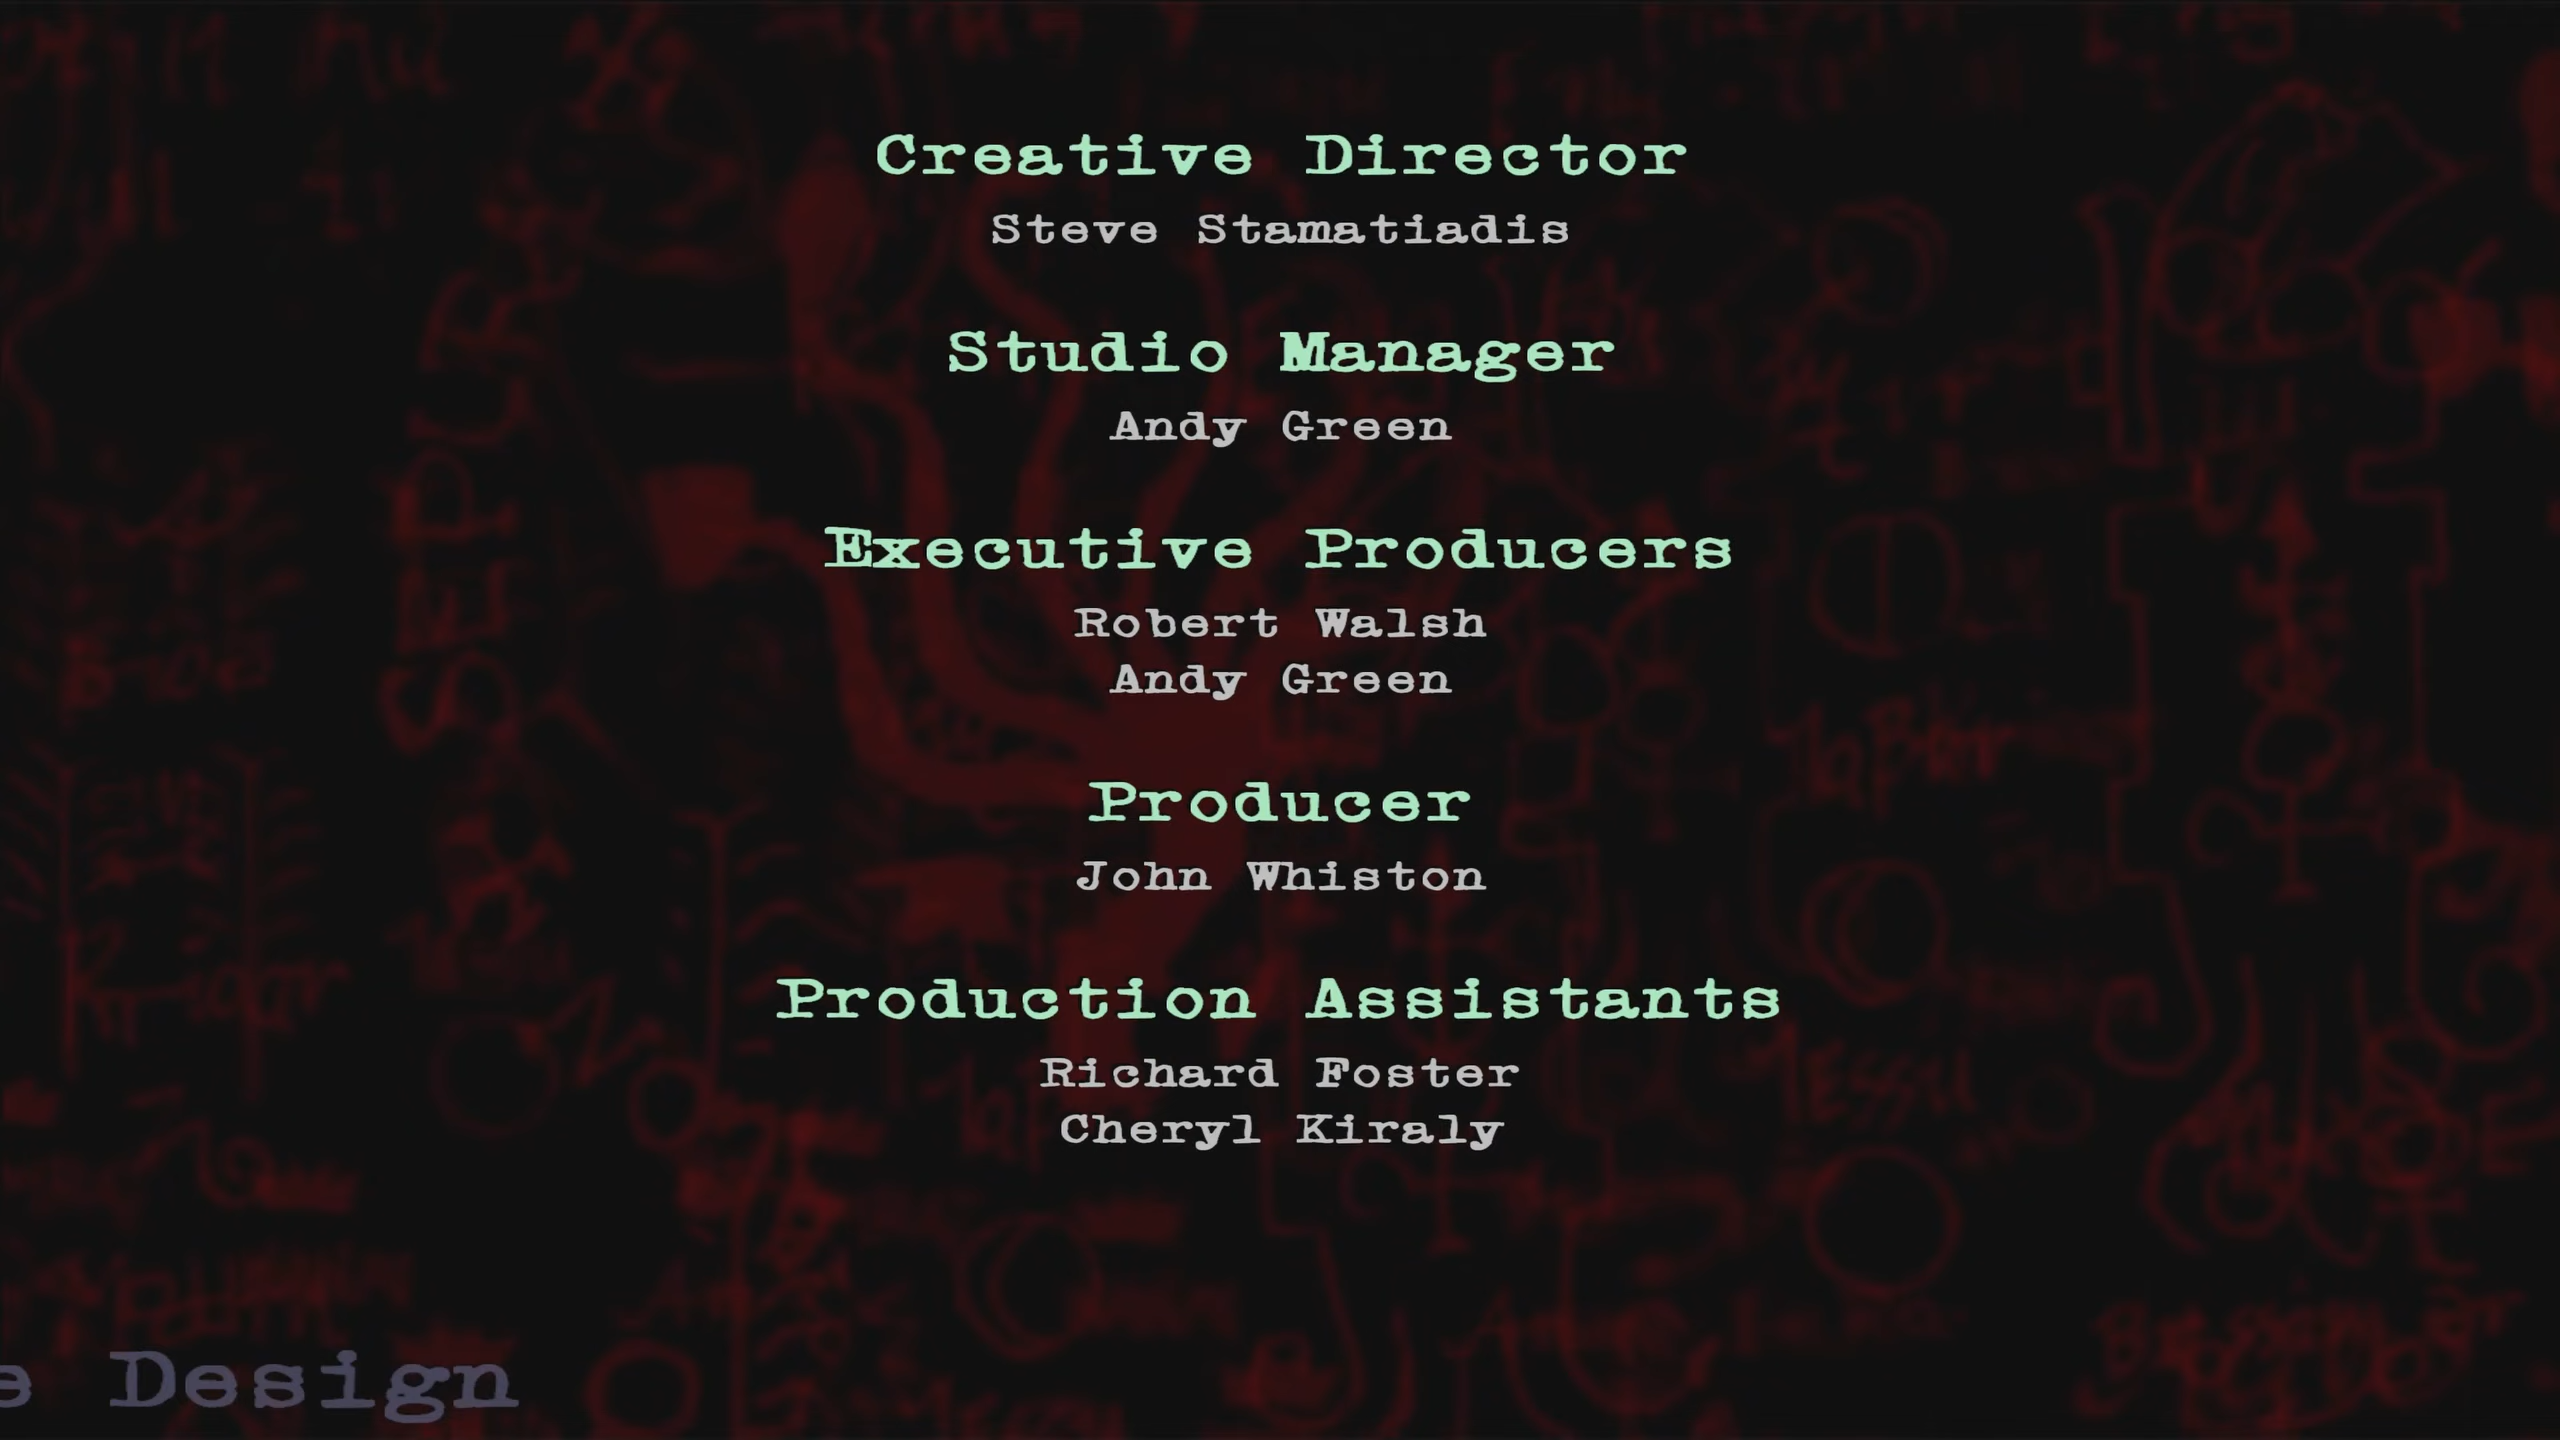 Creative Director
Steve Stamatiadis
Studio Manager
Andy Green
Executive Producers
Robert Walsh
Andy Green
Producer
John Whiston
Production Assistants
Richard Foster
Cheryl Kiraly
e Design
SEPUR